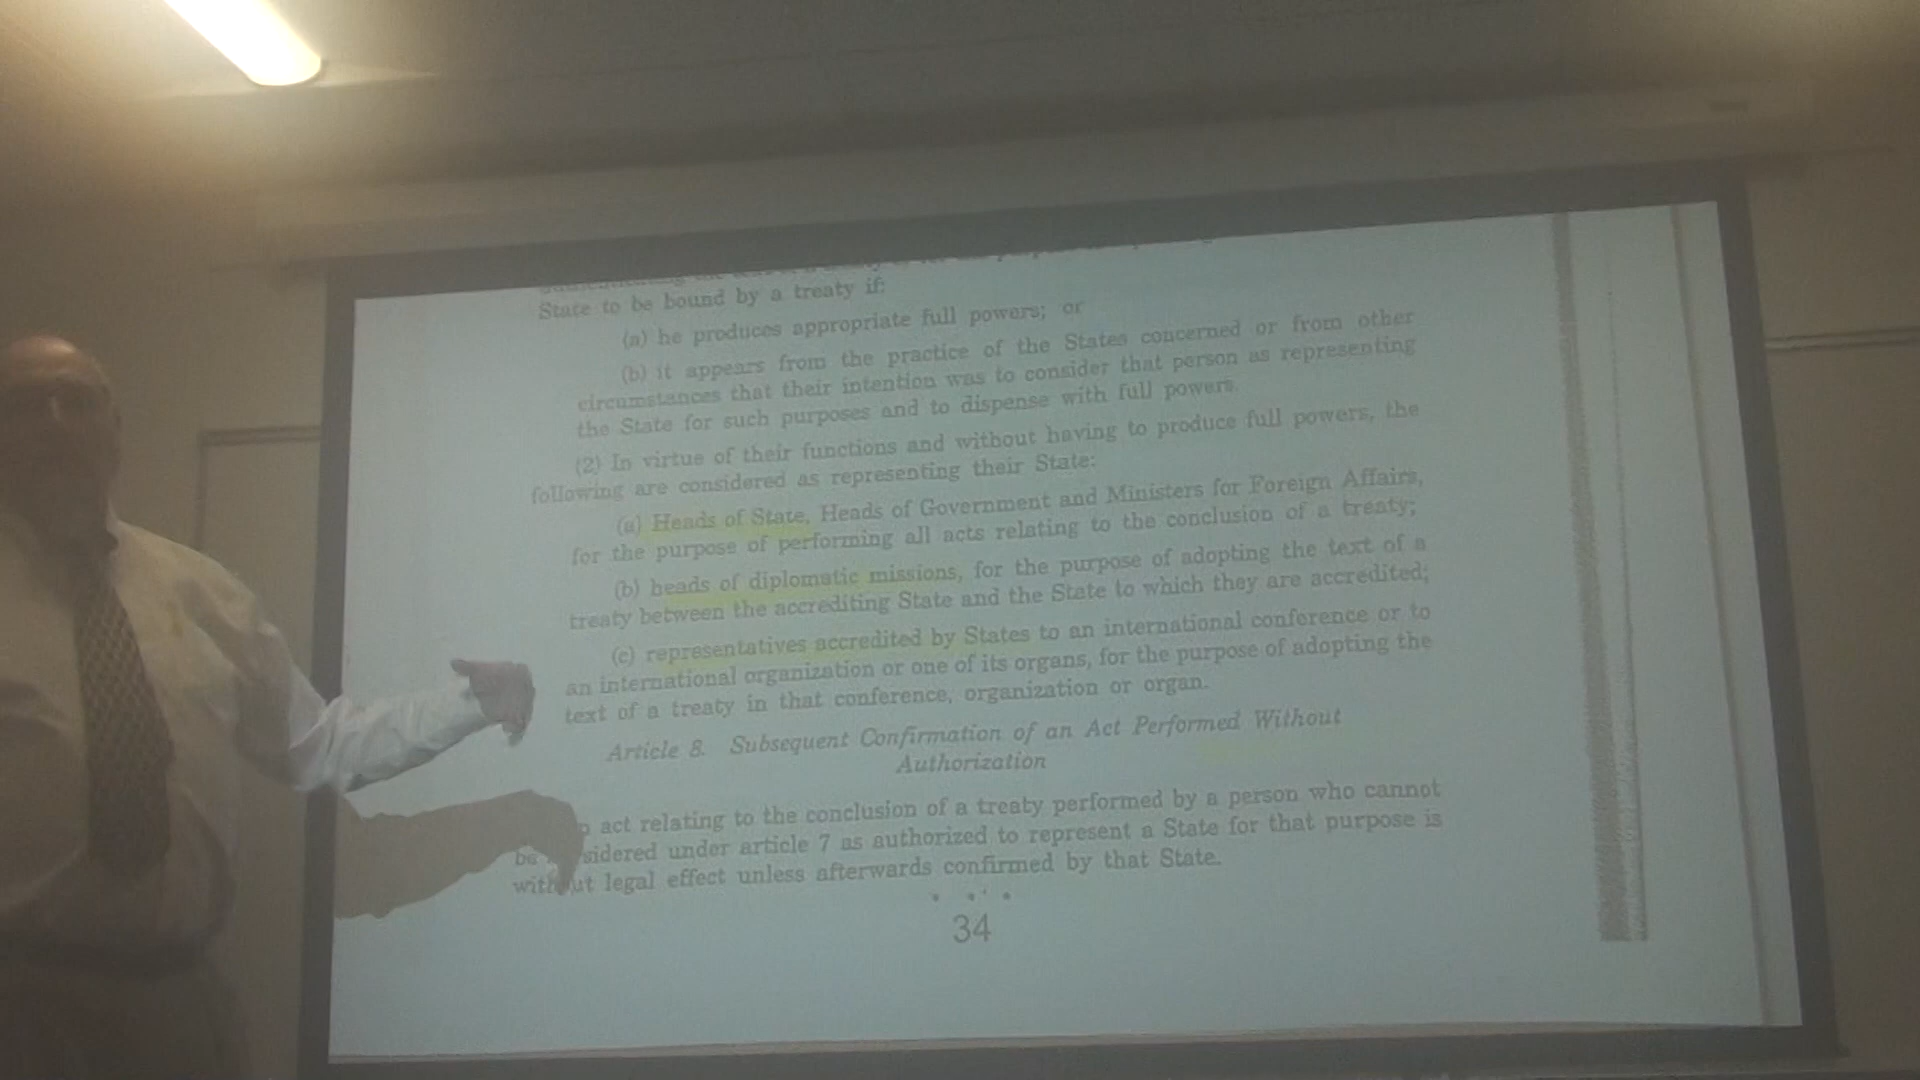 State to be bound by a treaty if:
(a) he produces appropriate full powers; or
(b) it appears from the practice of the States concerned or from other
circumstances that their intention was to consider that person as representing
the State for such purposes and to dispense with full powers.
(2) In virtue of their functions and without having to produce full powers, the
following are considered as representing their State:
(a) Heads of State, Heads of Government and Ministers for Foreign Affairs,
for the purpose of performing all acts relating to the conclusion of a treaty;
(b) heads of diplomatic missions, for the purpose of adopting the text of a
treaty between the accrediting State and the State to which they are accredited;
(c) representatives accredited by States to an international conference or to
an international organization or one of its organs, for the purpose of adopting the
text of a treaty in that conference, organization or organ.
Article 8. Subsequent Confirmation of an Act Performed Without
Authorization
act relating to the conclusion of a treaty performed by a person who cannot
be sidered under article 7 as authorized to represent a State for that purpose is
without legal effect unless afterwards confirmed by that State.
34